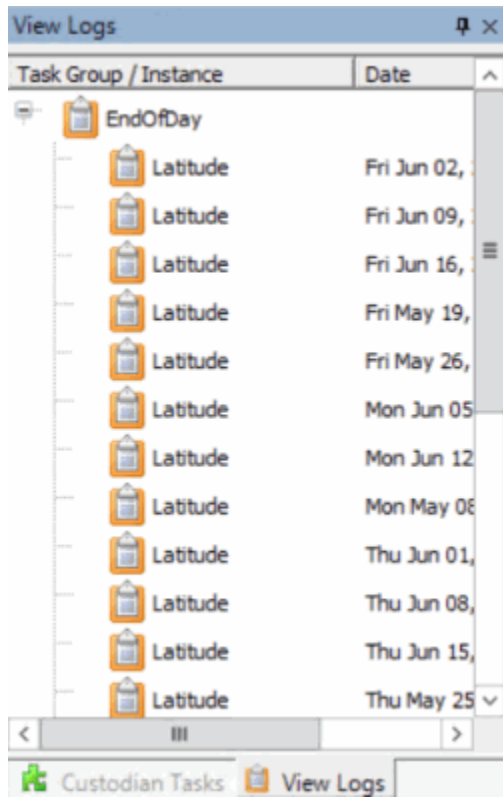 View Logs
Task Group / Instance Date
EndOfDay
Latitude Fri Jun 02,
Latitude Fri Jun 09,
Latitude Fri Jun 16,
Latitude Fri May 19,
Latitude Fri May 26,
Latitude Mon Jun 05
Latitude Mon Jun 12
Latitude Mon May 08
Latitude Thu Jun 01,
Latitude Thu Jun 08,
Latitude Thu Jun 15,
Latitude Thu May 25
Custodian Tasks View Logs